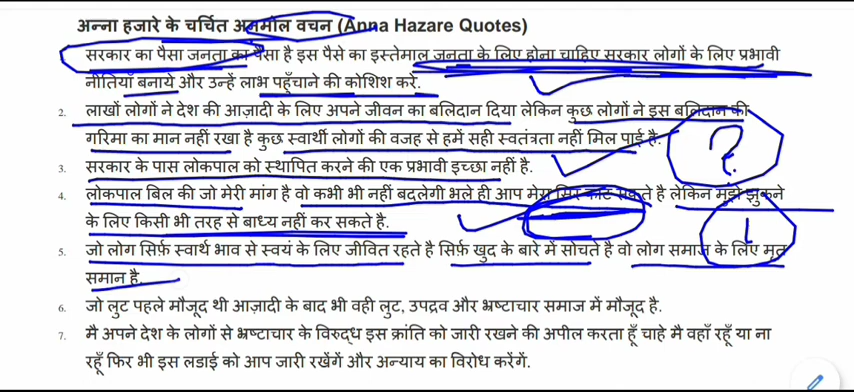 अन्ना हजारे के चर्चित अनमोल वचन (Anna Hazare Quotes)
सरकार का पैसा जनता का पैसा है इस पैसे का इस्तेमाल जनता के लिए होना चाहिए सरकार लोगों के लिए प्रभावी
नीतियाँ बनाये और उन्हें लाभ पहुँचाने की कोशिश करें.
2. लाखों लोगों ने देश की आज़ादी के लिए अपने जीवन का बलिदान दिया लेकिन कुछ लोगों ने इस बलिदान की
गरिमा का मान नहीं रखा है कुछ स्वार्थी लोगों की वजह से हमें सही स्वतंत्रता नहीं मिल पाई है.
?
3. सरकार के पास लोकपाल को स्थापित करने की एक प्रभावी इच्छा नहीं है.
4. लोकपाल बिल की जो मेरी मांग है वो कभी भी नहीं बदलेगी भले ही आप मेरा सिर काट सकते है लेकिन मुझे झुकने
के लिए किसी भी तरह से बाध्य नहीं कर सकते है.
5. जो लोग सिर्फ़ स्वार्थ भाव से स्वयं के लिए जीवित रहते है सिर्फ़ खुद के बारे में सोचते है वो लोग समाज के लिए मृत
समान है.
6. जो लुट पहले मौजूद थी आज़ादी के बाद भी वही लुट, उपद्रव और भ्रष्टाचार समाज में मौजूद है.
7. मै अपने देश के लोगों से भ्रष्टाचार के विरुद्ध इस क्रांति को जारी रखने की अपील करता हूँ चाहे मै वहाँ रहूँ या ना
रहूँ फिर भी इस लडाई को आप जारी रखेंगें और अन्याय का विरोध करेंगें.